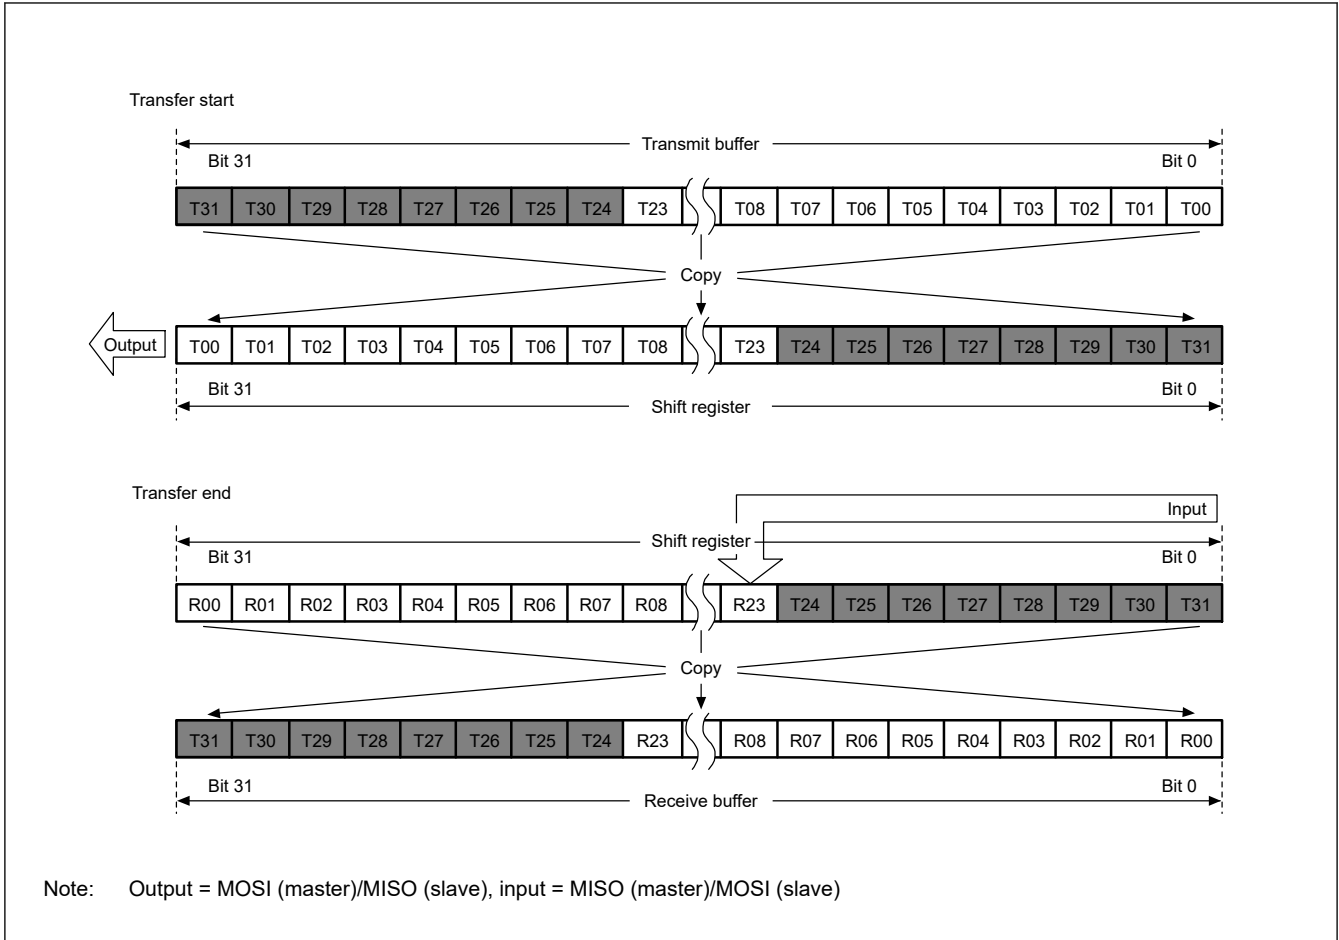 Transfer start
Transmit buffer
Bit 31 Bit 0
T31 T30 T29 T28 T27 T26 T25 T24 T23 T08 T07 T06 T05 T04 T03 T02 T01 T00
Copy
Output T00 T01 T02 T03 T04 T05 T06 T07 T08 T23 T24 T25 T26 T27 T28 T29 T30 T31
Bit 31 Bit 0
Shift register
Transfer end
Input
Shift register
Bit 31 Bit 0
R00 R01 R02 R03 R04 R05 R06 R07 R08 R23 T24 T25 T26 T27 T28 T29 T30 T31
Copy
T31 T30 T29 T28 T27 T26 T25 T24 R23 R08 R07 R06 R05 R04 R03 R02 R01 R00
Bit 31 Bit 0
Receive buffer
Note: Output = MOSI (master)/MISO (slave), input = MISO (master)/MOSI (slave)